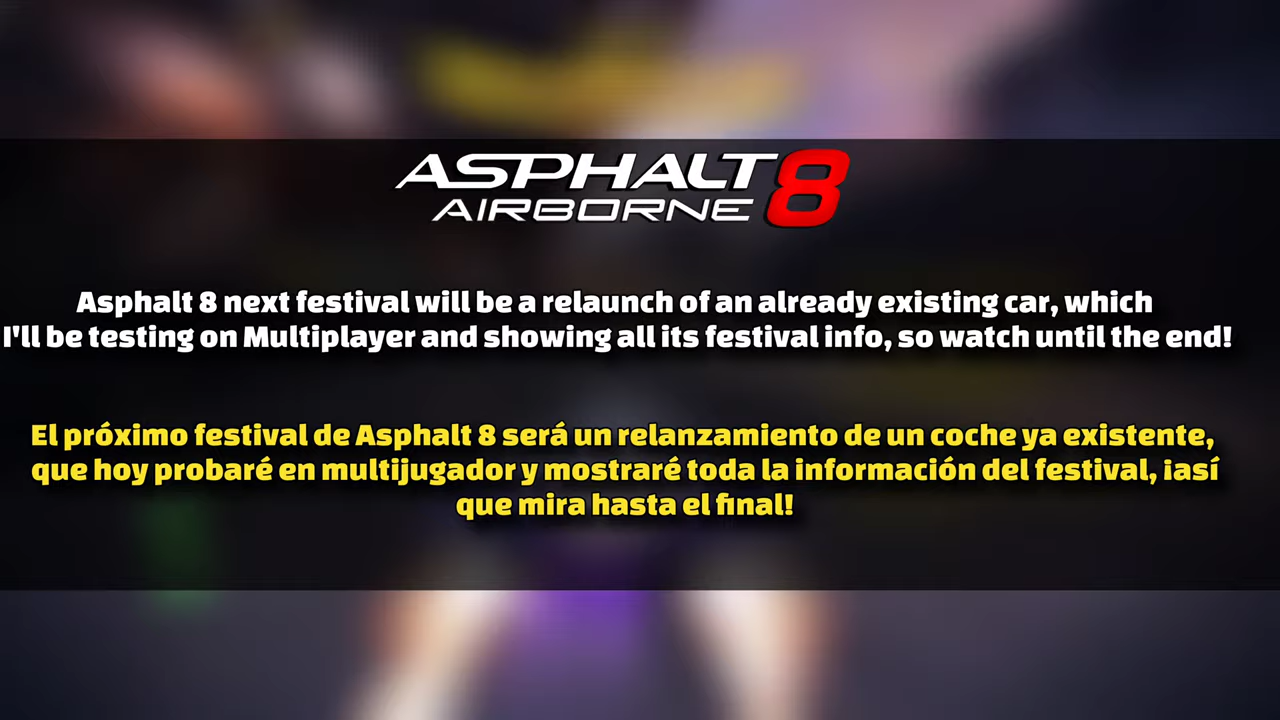 ASPHALT 8
AIRBORNE
Asphalt 8 next festival will be a relaunch of an already existing car, which
I'll be testing on Multiplayer and showing all its festival info, so watch until the end!
El próximo festival de Asphalt 8 será un relanzamiento de un coche ya existente,
que hoy probaré en multijugador y mostraré toda la información del festival, ¡así
que mira hasta el final!